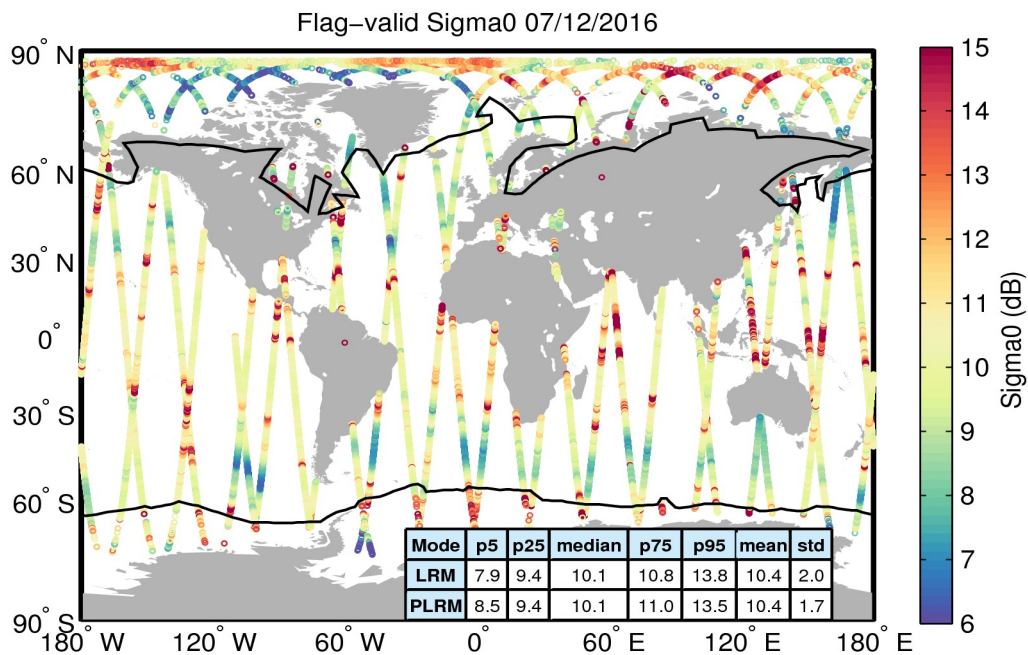 Flag−valid Sigma0 07/12/2016
90° N
60° N
30° N
0°
30° S
60° S
90° S
180° W
120° W
60° W
0°
60° E
120° E
180° E
Mode p5 p25 median p75 p95 mean std
LRM 7.9 9.4 10.1 10.8 13.8 10.4 2.0
PLRM 8.5 9.4 10.1 11.0 13.5 10.4 1.7
15
14
13
12
11
10
9
8
7
6
Sigma0 (dB)